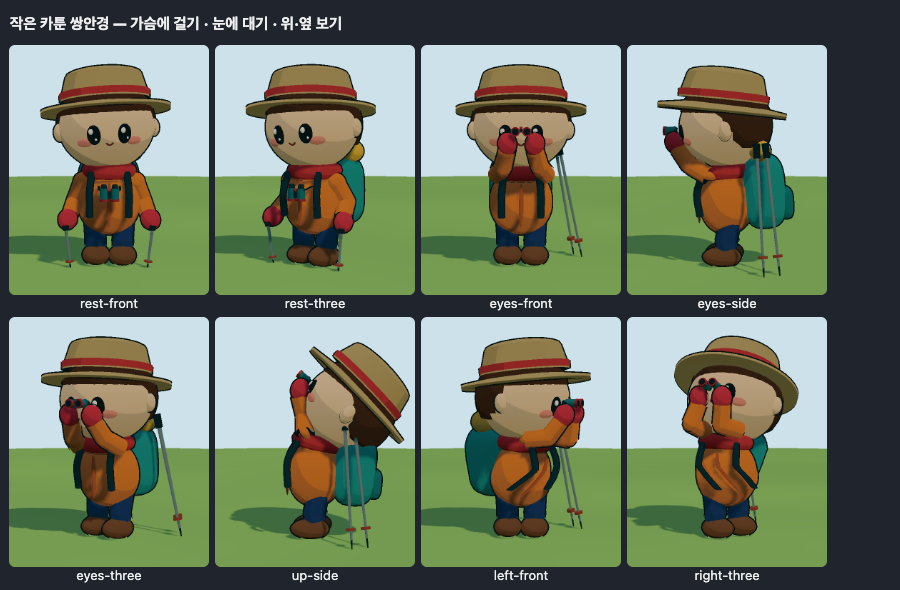 작은 카툰 쌍안경 — 가슴에 걸기 · 눈에 대기 · 위·옆 보기
rest-front
rest-three
eyes-front
eyes-side
eyes-three
up-side
left-front
right-three